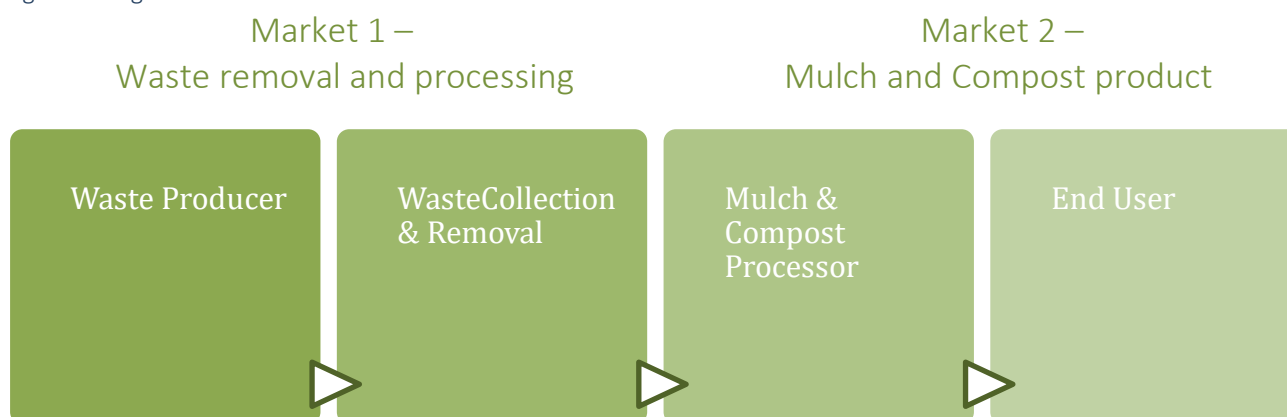 Market 1 –
Waste removal and processing
Market 2 –
Mulch and Compost product
Waste Producer
WasteCollection
& Removal
Mulch &
Compost
Processor
End User